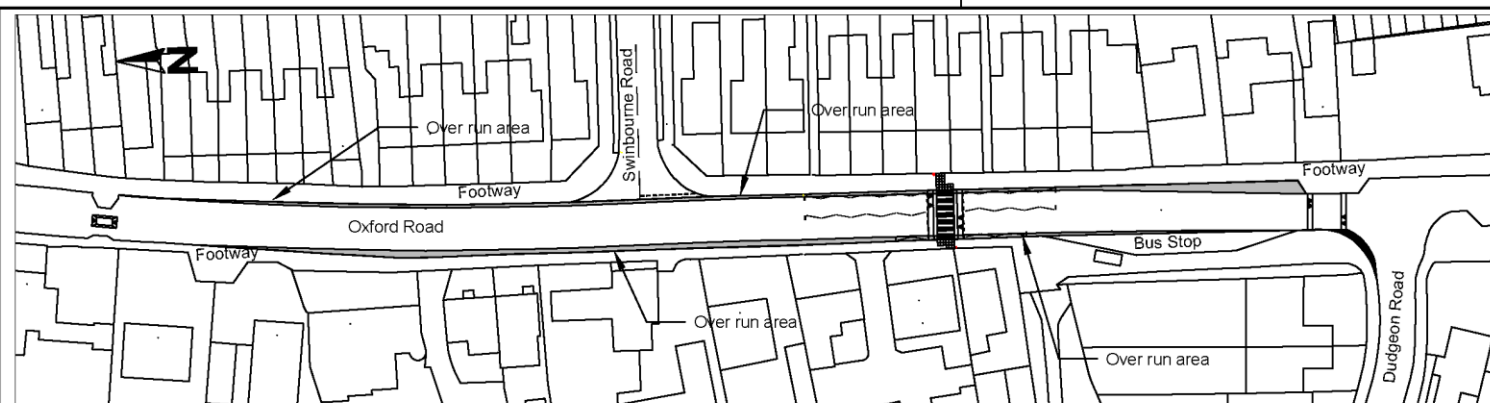 N
Swinbourne Road
Over run area
Over run area
Footway
Footway
Oxford Road
Footway
Bus Stop
Over run area
Over run area
Dudgeon Road